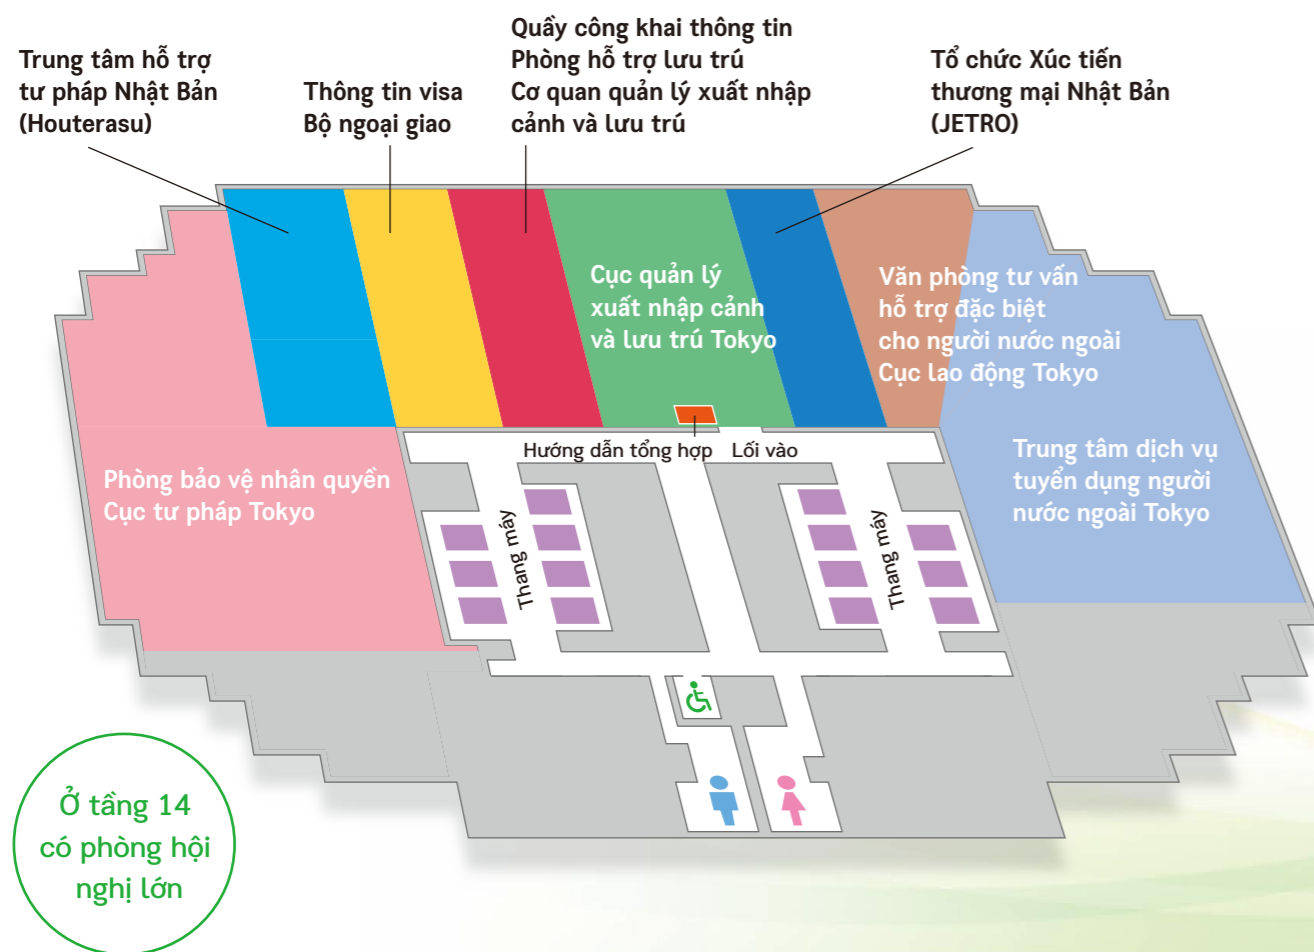 Trung tâm hỗ trợ
tư pháp Nhật Bản
(Houterasu)
Thông tin visa
Bộ ngoại giao
Quầy công khai thông tin
Phòng hỗ trợ lưu trú
Cơ quan quản lý xuất nhập
cảnh và lưu trú
Tổ chức Xúc tiến
thương mại Nhật Bản
(JETRO)
Cục quản lý
xuất nhập cảnh
và lưu trú Tokyo
Văn phòng tư vấn
hỗ trợ đặc biệt
cho người nước ngoài
Cục lao động Tokyo
Hướng dẫn tổng hợp
Lối vào
Phòng bảo vệ nhân quyền
Cục tư pháp Tokyo
Trung tâm dịch vụ
tuyển dụng người
nước ngoài Tokyo
Thang máy
Thang máy
Ở tầng 14
có phòng hội
nghị lớn